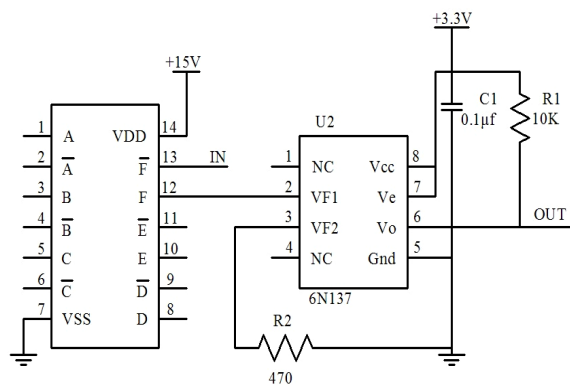 +3.3V
+15V
C1 R1
0.1μf 10K
U2
1 A VDD 14
2 A̅ F̅ 13 IN
3 B F 12
4 B̅ E̅ 11
5 C E 10
6 C̅ D̅ 9
7 VSS D 8
1 NC Vcc 8
2 VF1 Ve 7
3 VF2 Vo 6 OUT
4 NC Gnd 5
6N137
R2
470